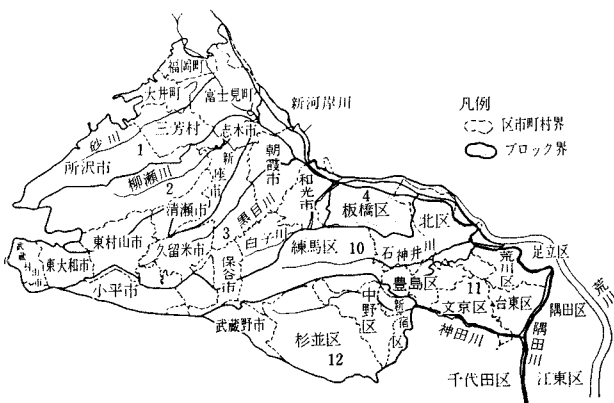 福岡町
大井町
富士見町
新河岸川
凡例
区市町村界
ブロック界
砂川
1
三芳村
志木市
所沢市
柳瀬川
2
新座市
朝霞市
和光市
4
板橋区
北区
清瀬市
黒目川
3
東村山市
久留米市
白子川
練馬区
10
石神井川
荒川区
足立区
荒川
武蔵村山市
東大和市
保谷市
小平市
豊島区
11
文京区
台東区
隅田区
武蔵野市
中野区
新宿区
杉並区
12
神田川
隅田川
千代田区
江東区